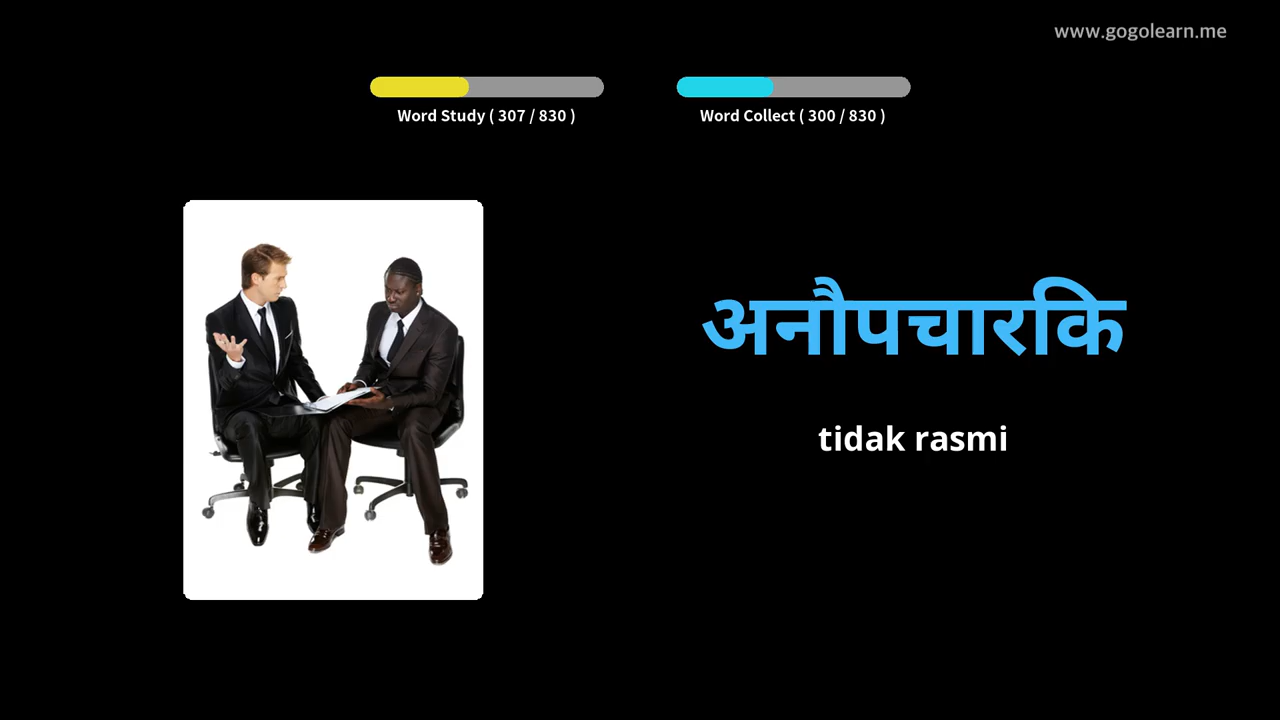 www.gogolearn.me
Word Study ( 307 / 830 )
Word Collect ( 300 / 830 )
अनौपचारकि
tidak rasmi